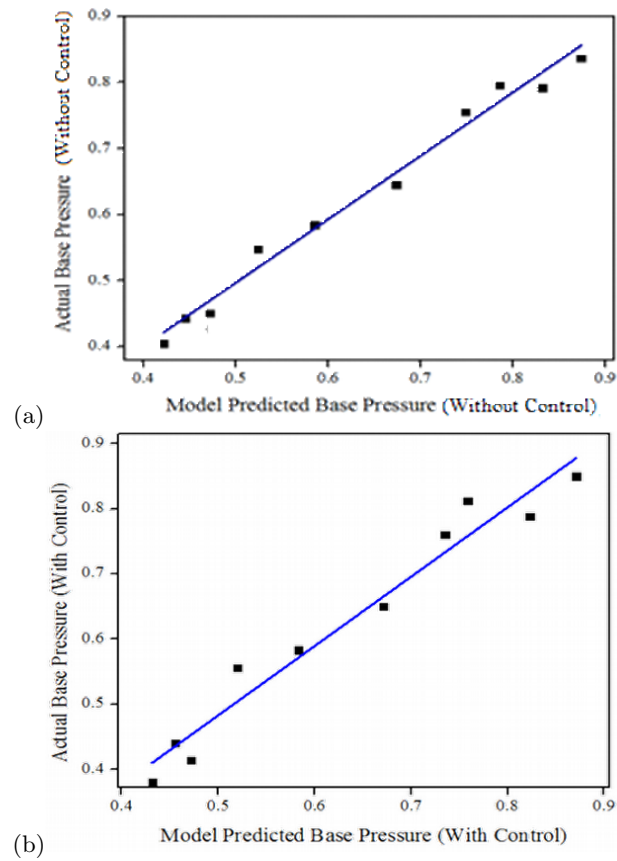 0.9
0.8
0.7
0.6
0.5
0.4
Actual Base Pressure (Without Control)
0.4 0.5 0.6 0.7 0.8 0.9
Model Predicted Base Pressure (Without Control)
(a)
0.9
0.8
0.7
0.6
0.5
0.4
Actual Base Pressure (With Control)
0.4 0.5 0.6 0.7 0.8 0.9
Model Predicted Base Pressure (With Control)
(b)